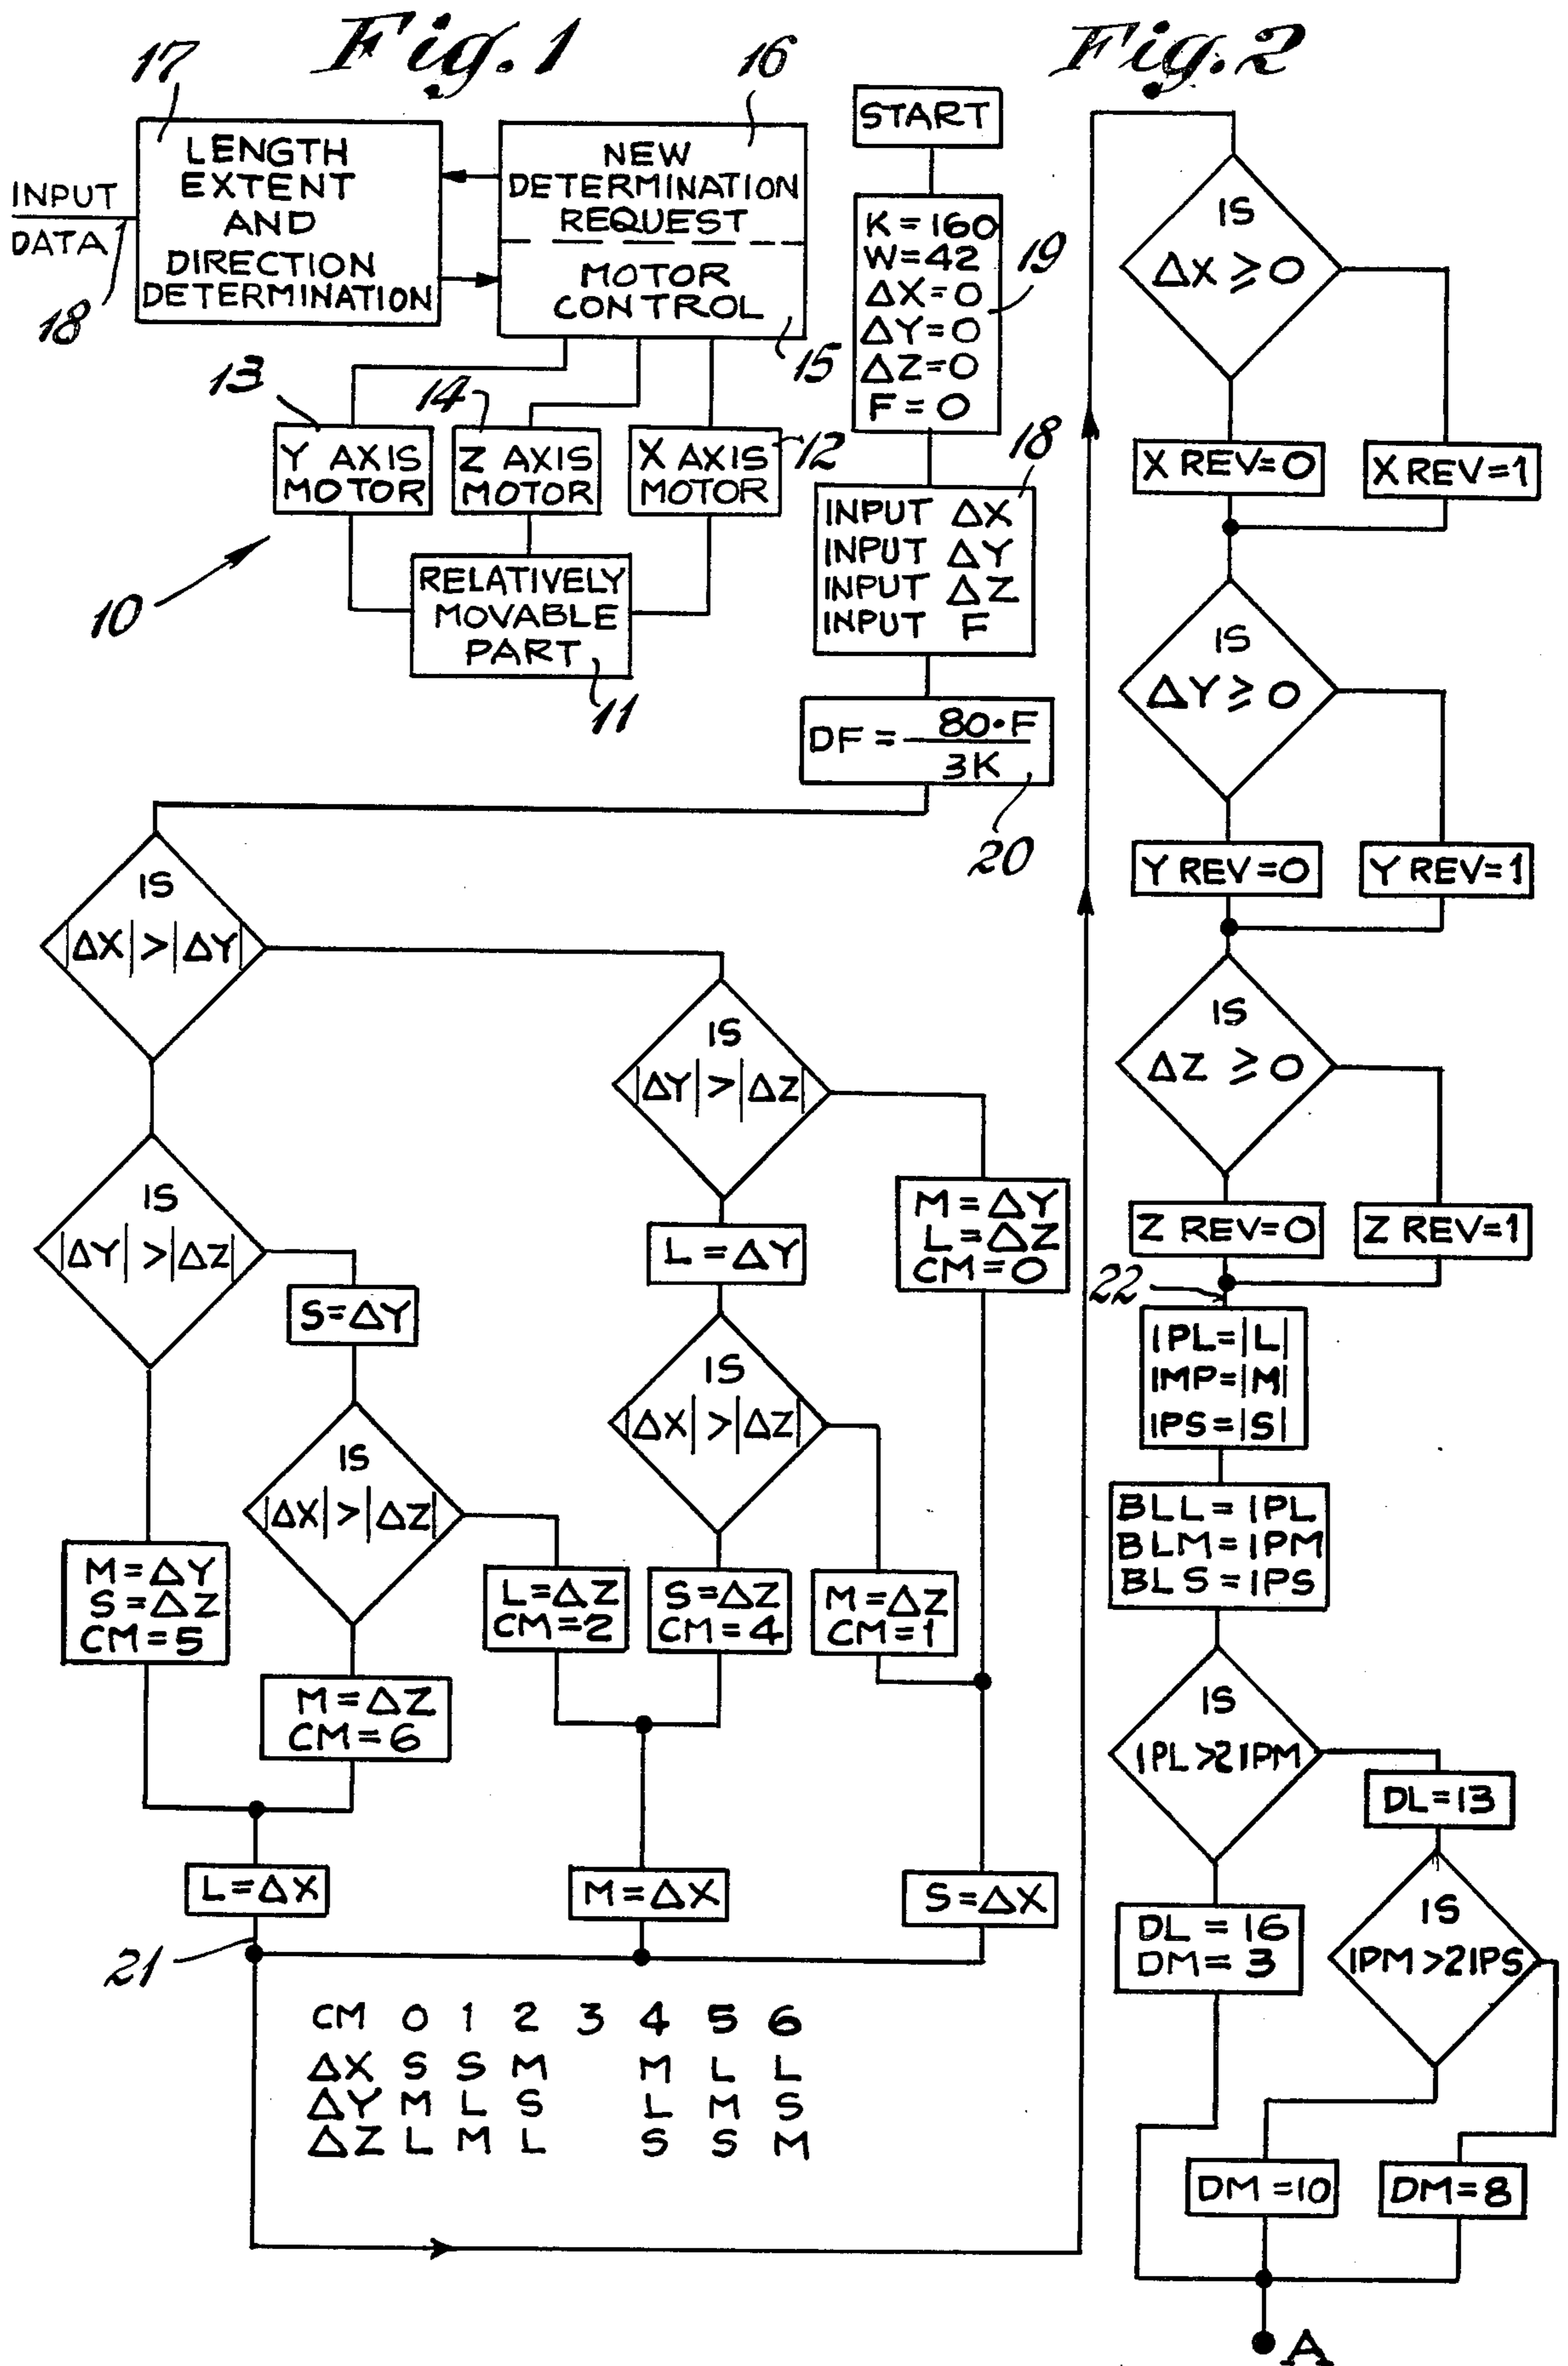 Fig. 1
17
16
LENGTH
EXTENT
AND
DIRECTION
DETERMINATION
INPUT
DATA
18
NEW
DETERMINATION
REQUEST
MOTOR
CONTROL
15
13
14
12
Y AXIS
MOTOR
Z AXIS
MOTOR
X AXIS
MOTOR
10
RELATIVELY
MOVABLE
PART
11
Fig. 2
START
K=160
W=42
ΔX=0
ΔY=0
ΔZ=0
F=0
19
18
INPUT ΔX
INPUT ΔY
INPUT ΔZ
INPUT F
DF = 80·F
3K
20
IS
|ΔX|>|ΔY|
IS
|ΔY|>|ΔZ|
S=ΔY
IS
|ΔX|>|ΔZ|
M=ΔY
S=ΔZ
CM=5
M=ΔZ
CM=6
L=ΔX
21
IS
|ΔY|>|ΔZ|
L=ΔY
M=ΔY
L=ΔZ
CM=0
IS
|ΔX|>|ΔZ|
L=ΔZ
CM=2
S=ΔZ
CM=4
M=ΔZ
CM=1
M=ΔX
S=ΔX
CM 0 1 2 3 4 5 6
ΔX S S M M L L
ΔY M L S L M S
ΔZ L M L S S M
IS
ΔX ≥ 0
X REV=0
X REV=1
IS
ΔY ≥ 0
Y REV=0
Y REV=1
IS
ΔZ ≥ 0
Z REV=0
Z REV=1
22
IPL=|L|
IMP=|M|
IPS=|S|
BLL=IPL
BLM=IPM
BLS=IPS
IS
IPL>2IPM
DL=13
DL=16
DM=3
IS
IPM>2IPS
DM=10
DM=8
A